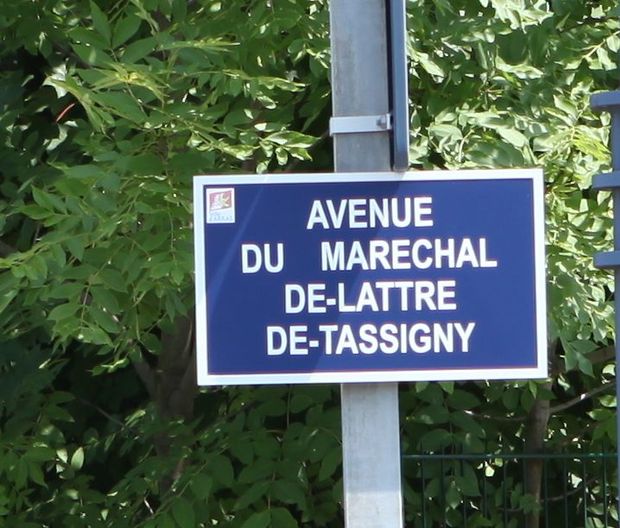 AVENUE
DU MARECHAL
DE-LATTRE
DE-TASSIGNY